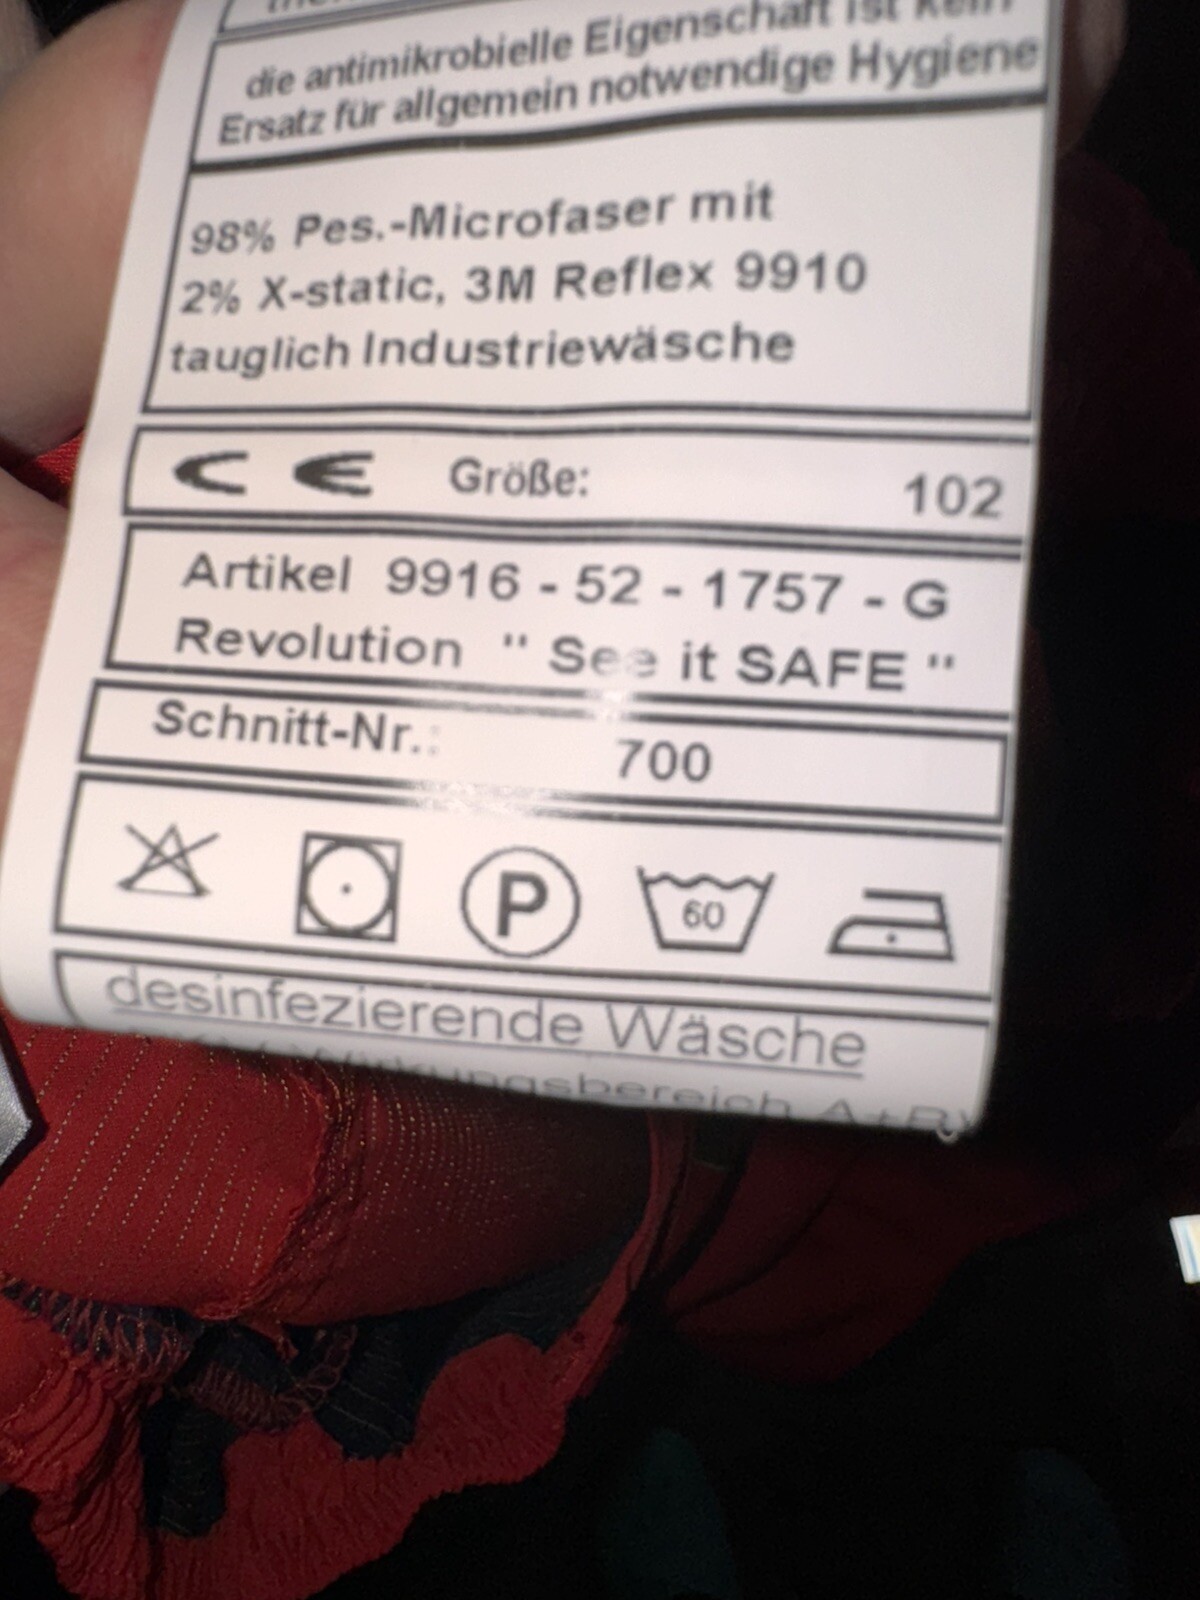 die antimikrobielle Eigenschaft ist kein
Ersatz für allgemein notwendige Hygiene
98% Pes.-Microfaser mit
2% X-static, 3M Reflex 9910
tauglich Industriewäsche
CE Größe: 102
Artikel 9916 - 52 - 1757 - G
Revolution " See it SAFE "
Schnitt-Nr.: 700
P 60
desinfezierende Wäsche
Wirkungsbereich A+B